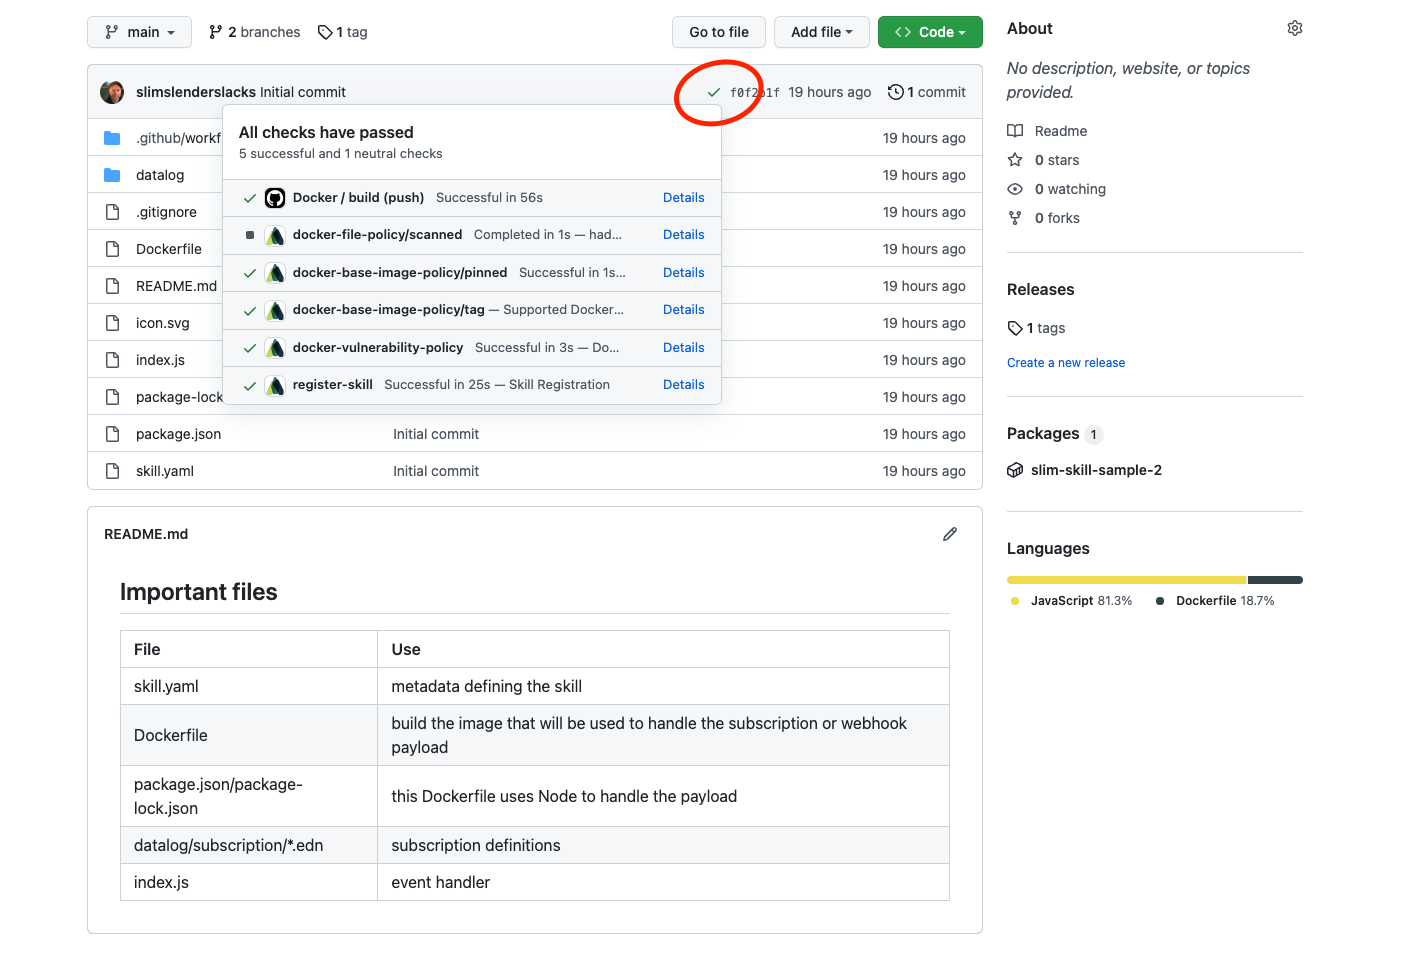 main
2 branches
1 tag
Go to file
Add file
Code
slimslenderslacks Initial commit
19 hours ago
1 commit
All checks have passed
5 successful and 1 neutral checks
Docker / build (push) Successful in 56s Details
docker-file-policy/scanned Completed in 1s — had... Details
docker-base-image-policy/pinned Successful in 1s... Details
docker-base-image-policy/tag — Supported Docker... Details
docker-vulnerability-policy Successful in 3s — Do... Details
register-skill Successful in 25s — Skill Registration Details
.github/workf 19 hours ago
datalog 19 hours ago
.gitignore 19 hours ago
Dockerfile 19 hours ago
README.md 19 hours ago
icon.svg 19 hours ago
index.js 19 hours ago
package-lock 19 hours ago
package.json Initial commit 19 hours ago
skill.yaml Initial commit 19 hours ago
README.md
Important files
File Use
skill.yaml metadata defining the skill
Dockerfile build the image that will be used to handle the subscription or webhook
payload
package.json/package-
lock.json this Dockerfile uses Node to handle the payload
datalog/subscription/*.edn subscription definitions
index.js event handler
About
No description, website, or topics
provided.
Readme
0 stars
0 watching
0 forks
Releases
1 tags
Create a new release
Packages 1
slim-skill-sample-2
Languages
JavaScript 81.3% Dockerfile 18.7%